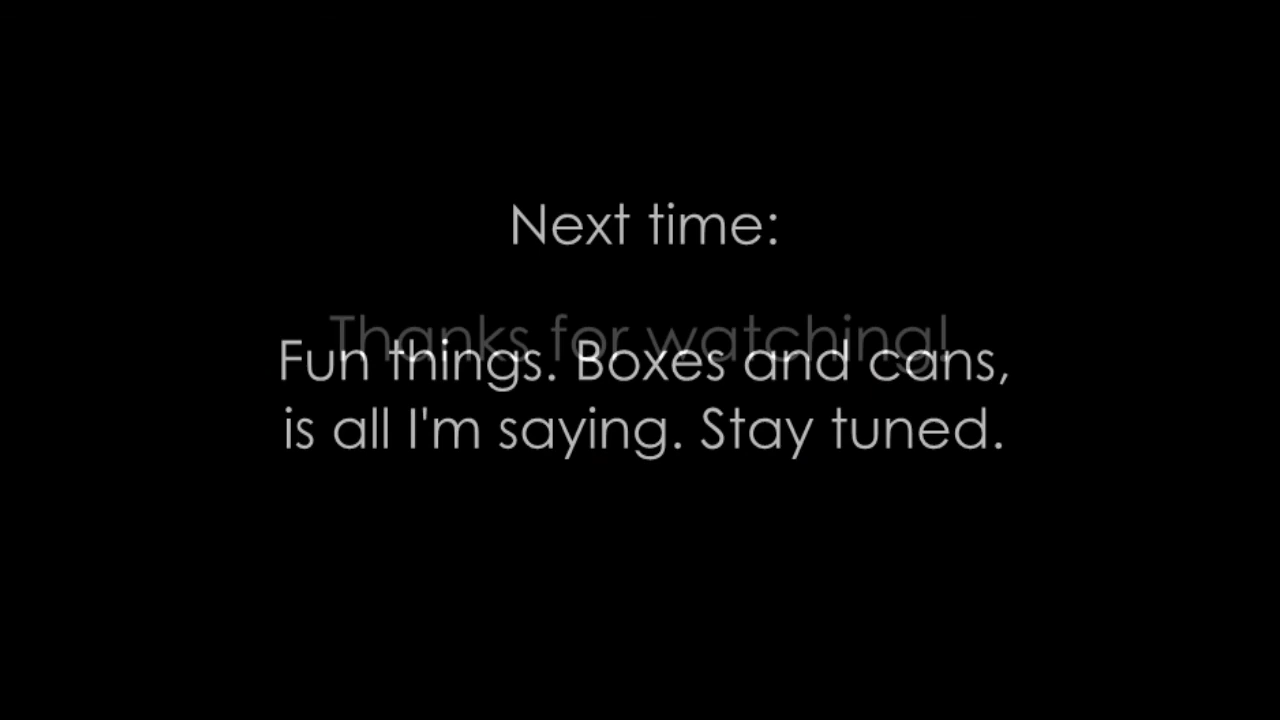 Next time:
Thanks for watching!
Fun things. Boxes and cans,
is all I'm saying. Stay tuned.